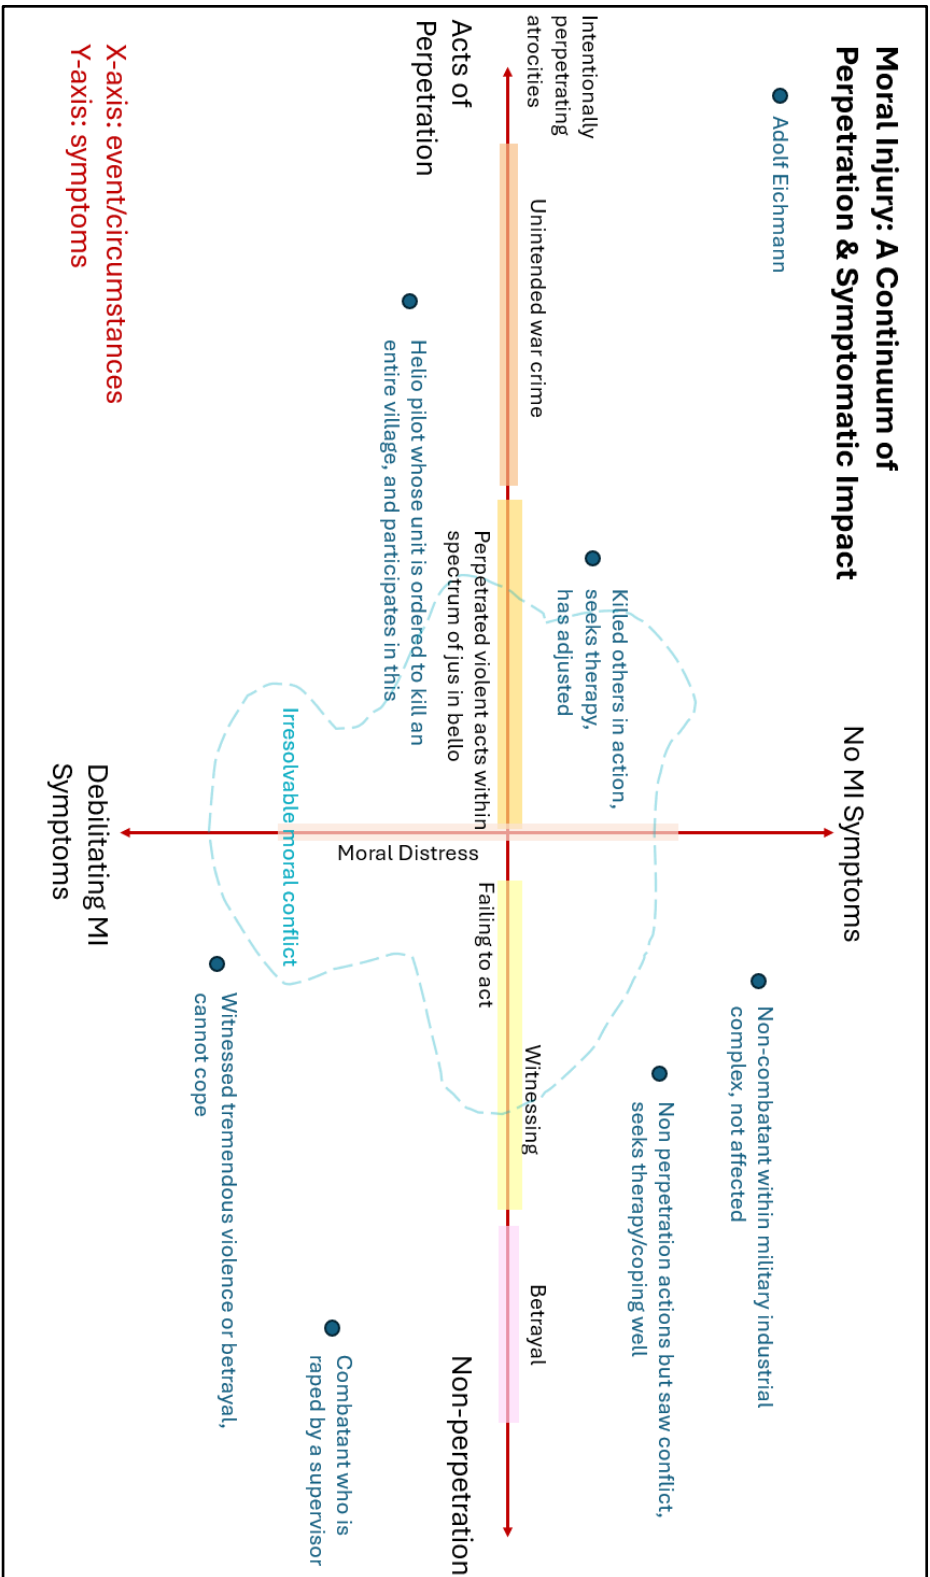 Moral Injury: A Continuum of
Perpetration & Symptomatic Impact
No MI Symptoms
Adolf Eichmann
Non-combatant within military industrial
complex, not affected
Non perpetration actions but saw conflict,
seeks therapy/coping well
Killed others in action,
seeks therapy,
has adjusted
Intentionally
perpetrating
atrocities
Unintended war crime
Witnessing
Betrayal
Acts of
Perpetration
Perpetrated violent acts within
spectrum of jus in bello
Failing to act
Non-perpetration
Moral Distress
Helio pilot whose unit is ordered to kill an
entire village, and participates in this
Combatant who is
raped by a supervisor
Irresolvable moral conflict
Witnessed tremendous violence or betrayal,
cannot cope
X-axis: event/circumstances
Y-axis: symptoms
Debilitating MI
Symptoms